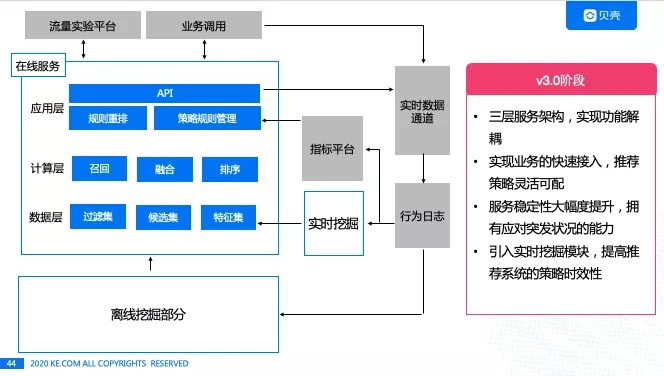 流量实验平台
业务调用
贝壳
在线服务
API
应用层
规则重排
策略规则管理
计算层
召回
融合
排序
数据层
过滤集
候选集
特征集
指标平台
实时挖掘
实时数据
通道
行为日志
离线挖掘部分
v3.0阶段
• 三层服务架构，实现功能解
耦
• 实现业务的快速接入，推荐
策略灵活可配
• 服务稳定性大幅度提升，拥
有应对突发状况的能力
• 引入实时挖掘模块，提高推
荐系统的策略时效性
44 2020 KE.COM ALL COPYRIGHTS RESERVED